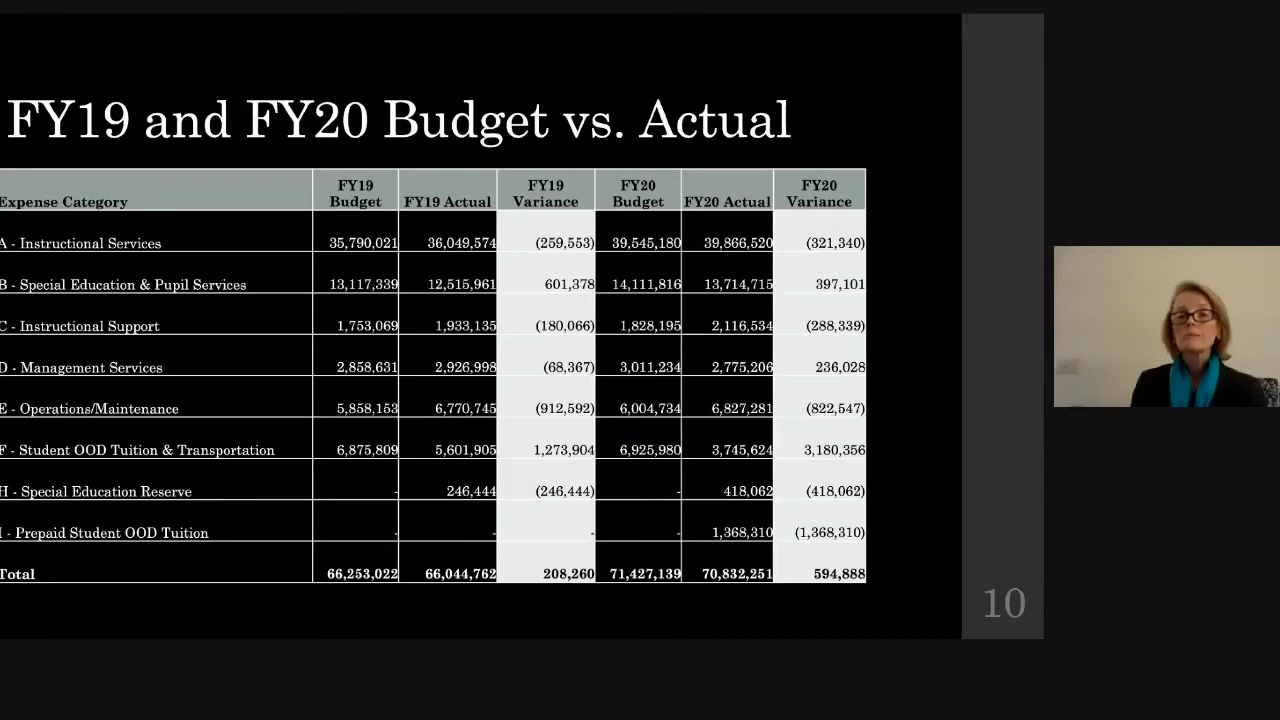 FY19 and FY20 Budget vs. Actual
Expense Category FY19 Budget FY19 Actual FY19 Variance FY20 Budget FY20 Actual FY20 Variance
A - Instructional Services 35,790,021 36,049,574 (259,553) 39,545,180 39,866,520 (321,340)
B - Special Education & Pupil Services 13,117,339 12,515,961 601,378 14,111,816 13,714,715 397,101
C - Instructional Support 1,753,069 1,933,135 (180,066) 1,828,195 2,116,534 (288,339)
D - Management Services 2,858,631 2,926,998 (68,367) 3,011,234 2,775,206 236,028
E - Operations/Maintenance 5,858,153 6,770,745 (912,592) 6,004,734 6,827,281 (822,547)
F - Student OOD Tuition & Transportation 6,875,809 5,601,905 1,273,904 6,925,980 3,745,624 3,180,356
H - Special Education Reserve - 246,444 (246,444) - 418,062 (418,062)
I - Prepaid Student OOD Tuition - - - - 1,368,310 (1,368,310)
Total 66,253,022 66,044,762 208,260 71,427,139 70,832,251 594,888
10